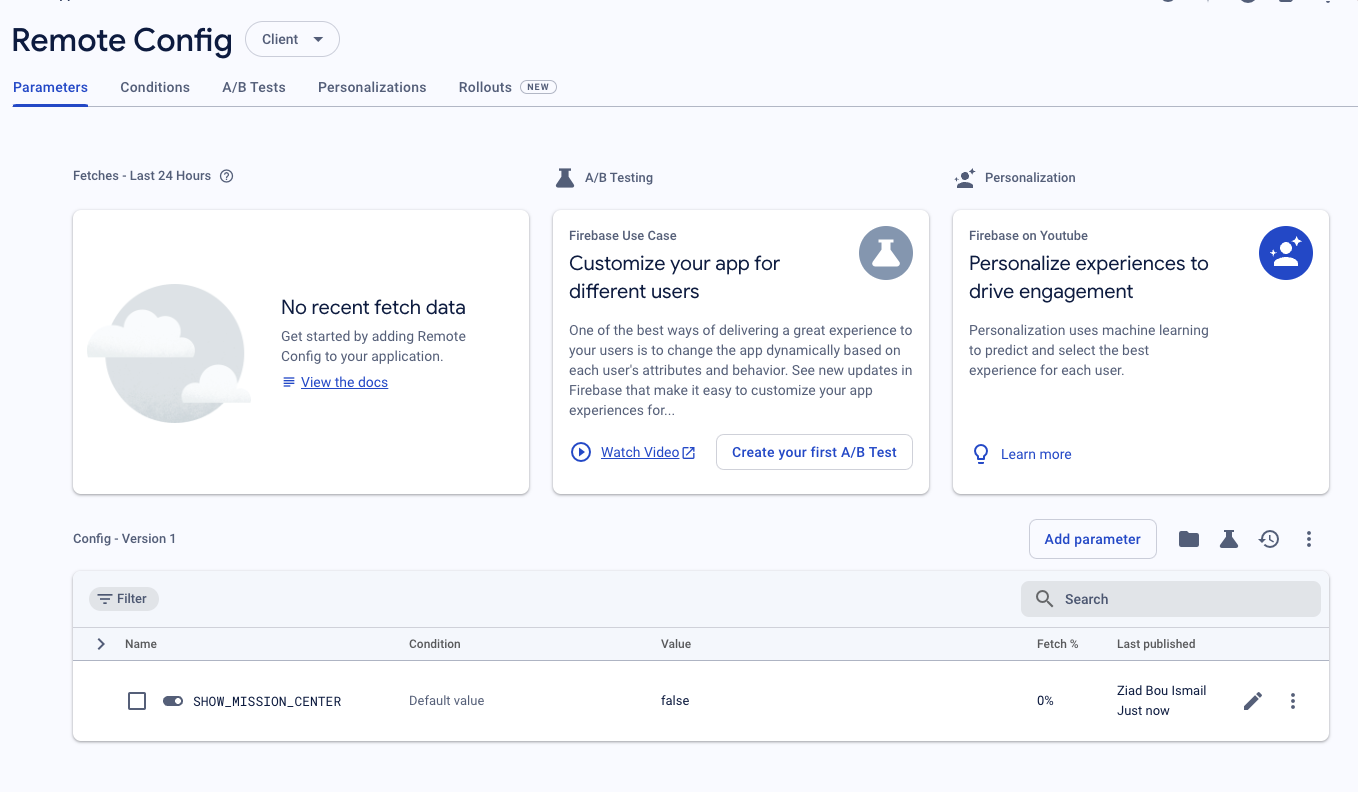 Remote Config
Client
Parameters
Conditions
A/B Tests
Personalizations
Rollouts
NEW
Fetches - Last 24 Hours
No recent fetch data
Get started by adding Remote
Config to your application.
View the docs
A/B Testing
Firebase Use Case
Customize your app for
different users
One of the best ways of delivering a great experience to
your users is to change the app dynamically based on
each user's attributes and behavior. See new updates in
Firebase that make it easy to customize your app
experiences for...
Watch Video
Create your first A/B Test
Personalization
Firebase on Youtube
Personalize experiences to
drive engagement
Personalization uses machine learning
to predict and select the best
experience for each user.
Learn more
Config - Version 1
Add parameter
Filter
Search
Name
Condition
Value
Fetch %
Last published
SHOW_MISSION_CENTER
Default value
false
0%
Ziad Bou Ismail
Just now